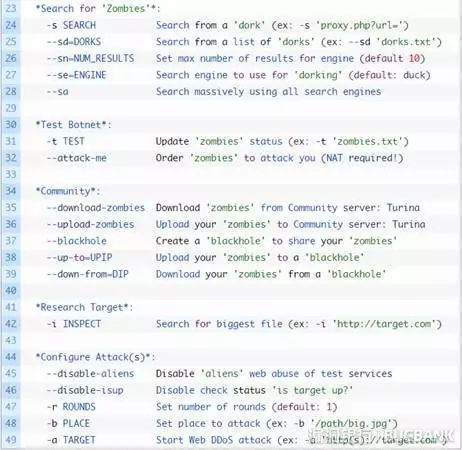 23 *Search for 'Zombies'*:
24 -s SEARCH Search from a 'dork' (ex: -s 'proxy.php?url=')
25 --sd=DORKS Search from a list of 'dorks' (ex: --sd 'dorks.txt')
26 --sn=NUM_RESULTS Set max number of results for engine (default 10)
27 --se=ENGINE Search engine to use for 'dorking' (default: duck)
28 --sa Search massively using all search engines
29
30 *Test Botnet*:
31 -t TEST Update 'zombies' status (ex: -t 'zombies.txt')
32 --attack-me Order 'zombies' to attack you (NAT required!)
33
34 *Community*:
35 --download-zombies Download 'zombies' from Community server: Turina
36 --upload-zombies Upload your 'zombies' to Community server: Turina
37 --blackhole Create a 'blackhole' to share your 'zombies'
38 --up-to=UPIP Upload your 'zombies' to a 'blackhole'
39 --down-from=DIP Download your 'zombies' from a 'blackhole'
40
41 *Research Target*:
42 -i INSPECT Search for biggest file (ex: -i 'http://target.com')
43
44 *Configure Attack(s)*:
45 --disable-aliens Disable 'aliens' web abuse of test services
46 --disable-isup Disable check status 'is target up?'
47 -r ROUNDS Set number of rounds (default: 1)
48 -b PLACE Set place to attack (ex: -b '/path/big.jpg')
49 -a TARGET Start Web DDoS attack (ex: -a 'http(s)://target.com')
BUGBANK